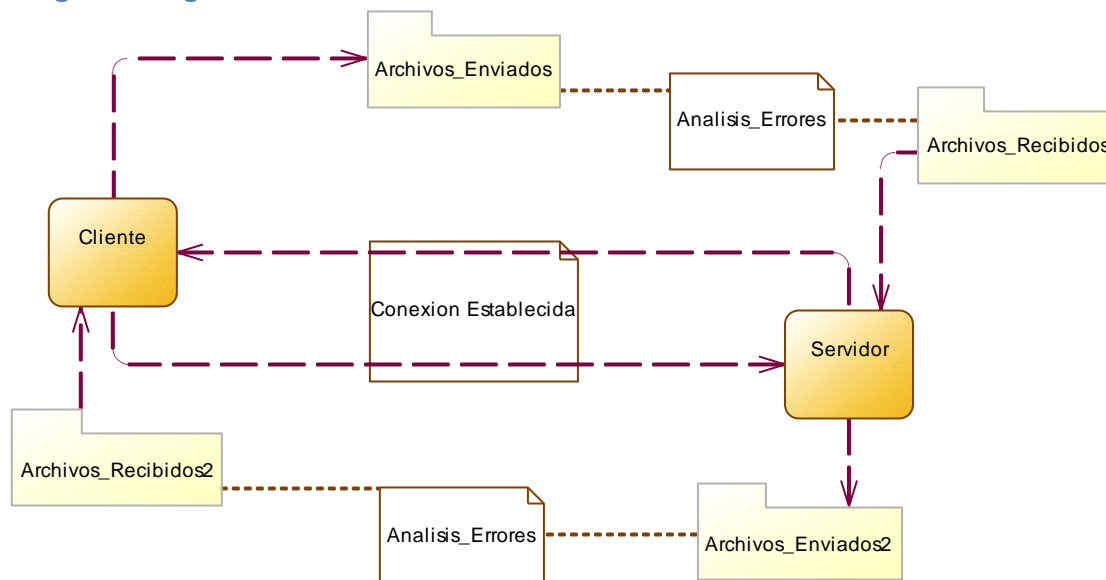 Archivos_Enviados
Analisis_Errores
Archivos_Recibidos
Cliente
Conexion Establecida
Servidor
Archivos_Recibidos2
Analisis_Errores
Archivos_Enviados2